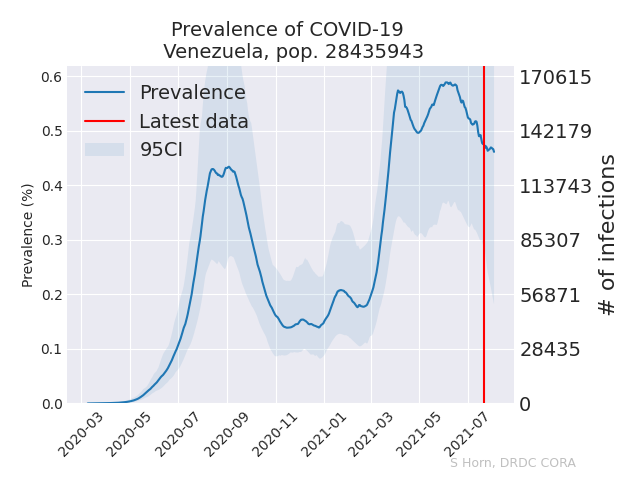 Prevalence of COVID-19
Venezuela, pop. 28435943
Prevalence
Latest data
95CI
Prevalence (%)
0.6
0.5
0.4
0.3
0.2
0.1
0.0
170615
142179
113743
85307
56871
28435
0
# of infections
2020-03
2020-05
2020-07
2020-09
2020-11
2021-01
2021-03
2021-05
2021-07
S Horn, DRDC CORA